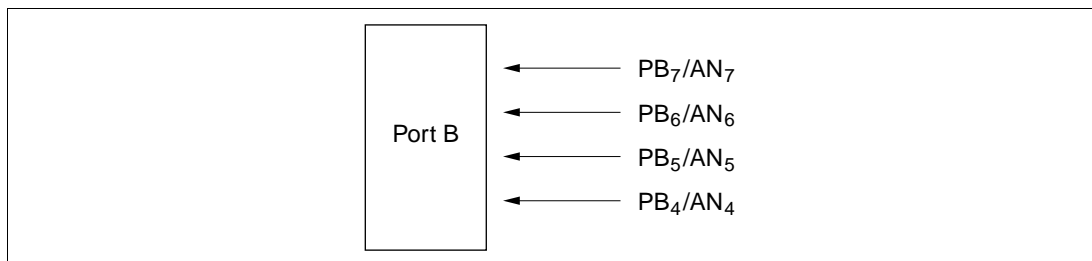 PB₇/AN₇
PB₆/AN₆
Port B
PB₅/AN₅
PB₄/AN₄